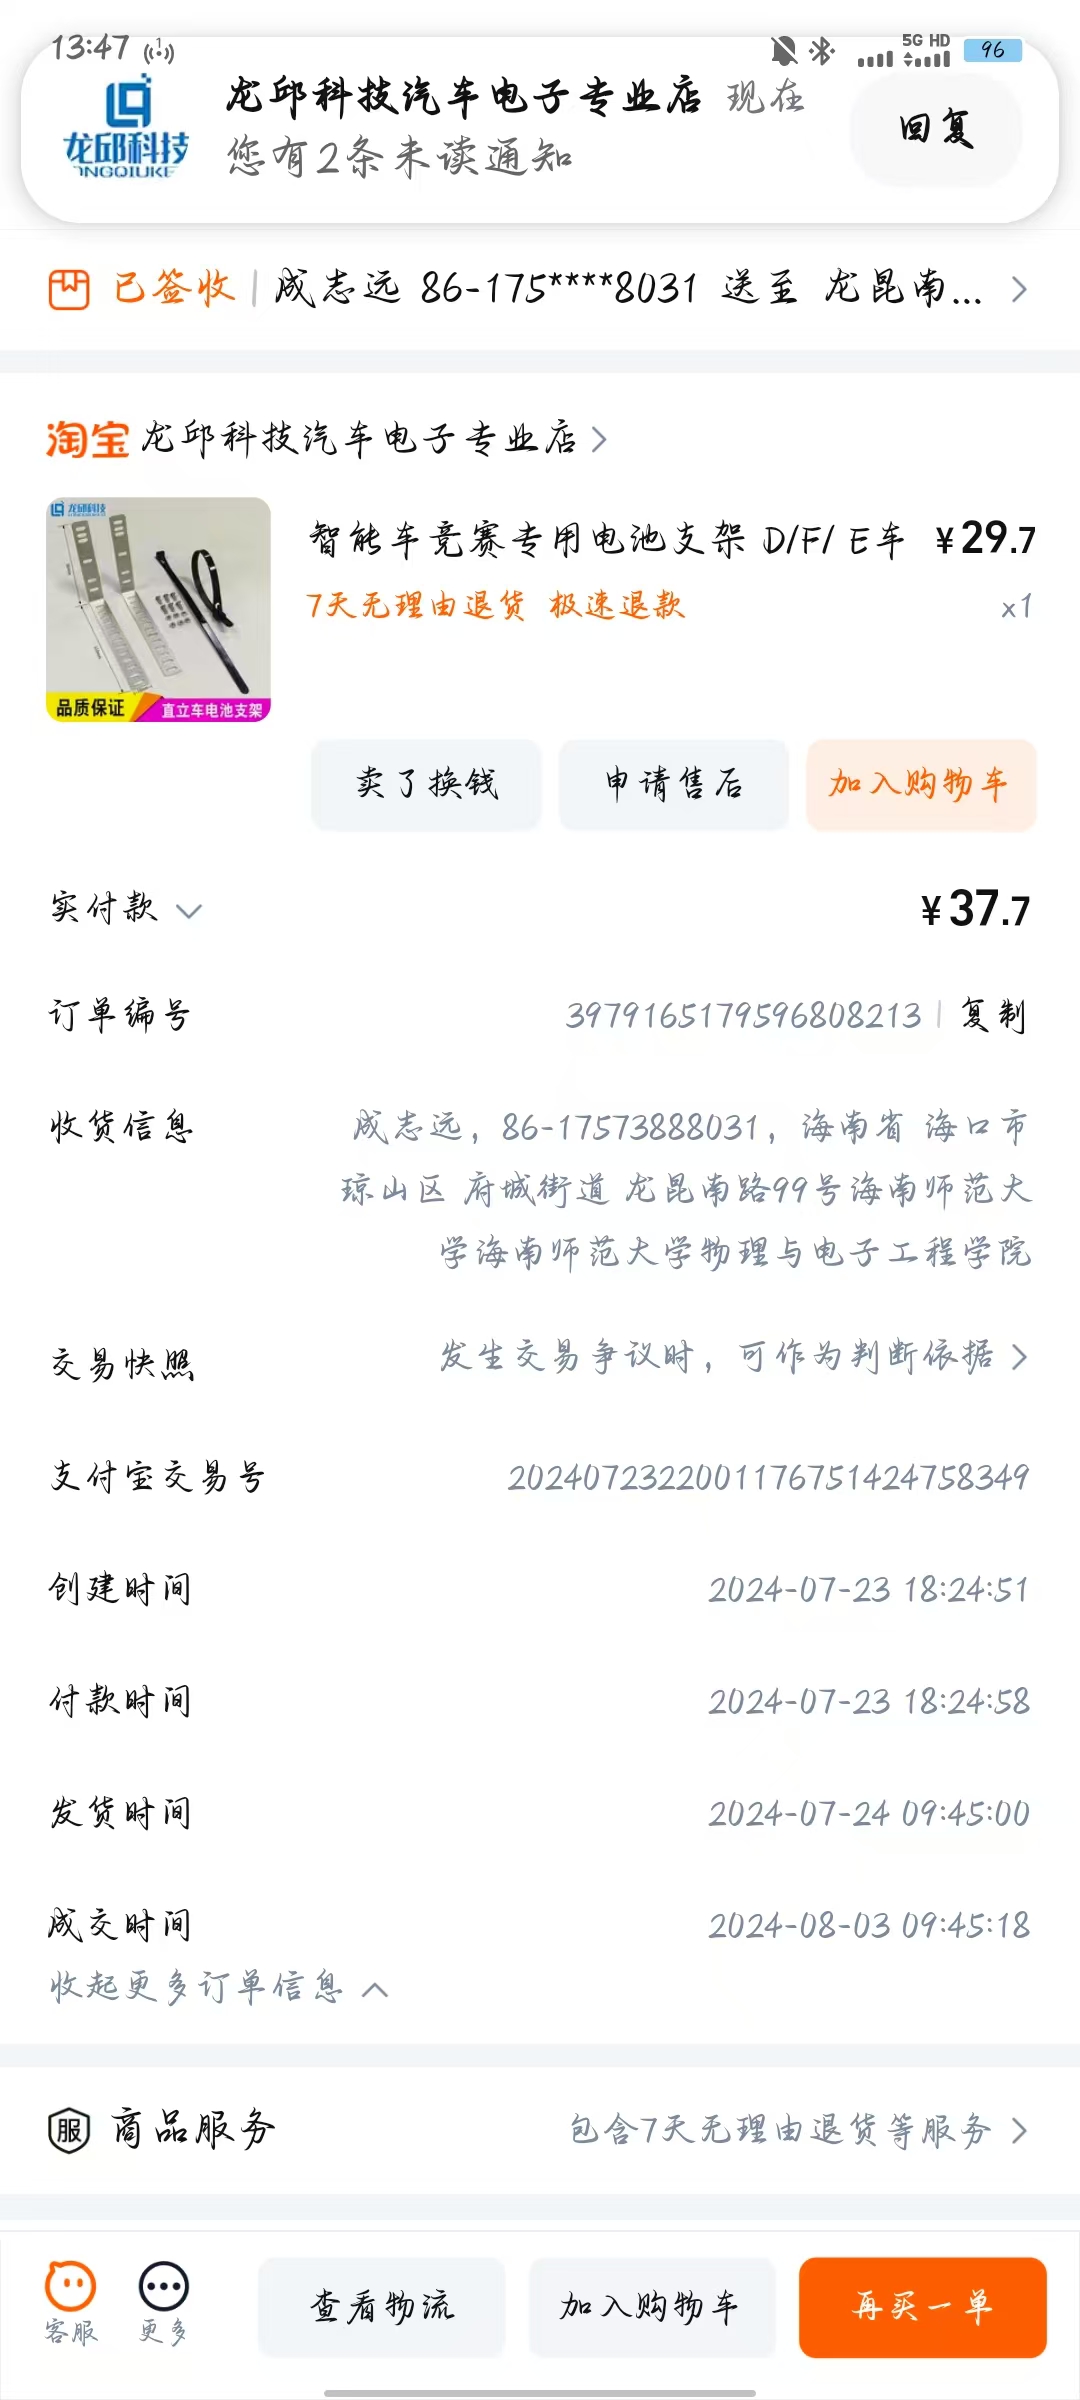 13:47
5G HD
96
龙邱科技
龙邱科技汽车电子专业店 现在
您有2条未读通知
回复
已签收 | 成志远 86-175****8031 送至 龙昆南...
淘宝 龙邱科技汽车电子专业店
龙邱科技
品质保证
直立车电池支架
智能车竞赛专用电池支架 D/F/ E车 ¥29.7
7天无理由退货 极速退款 x1
卖了换钱 申请售后 加入购物车
实付款 ¥37.7
订单编号 3979165179596808213 | 复制
收货信息 成志远，86-17573888031，海南省 海口市
琼山区 府城街道 龙昆南路99号海南师范大
学海南师范大学物理与电子工程学院
交易快照 发生交易争议时，可作为判断依据
支付宝交易号 2024072322001176751424758349
创建时间 2024-07-23 18:24:51
付款时间 2024-07-23 18:24:58
发货时间 2024-07-24 09:45:00
成交时间 2024-08-03 09:45:18
收起更多订单信息
服 商品服务 包含7天无理由退货等服务
客服 更多 查看物流 加入购物车 再买一单